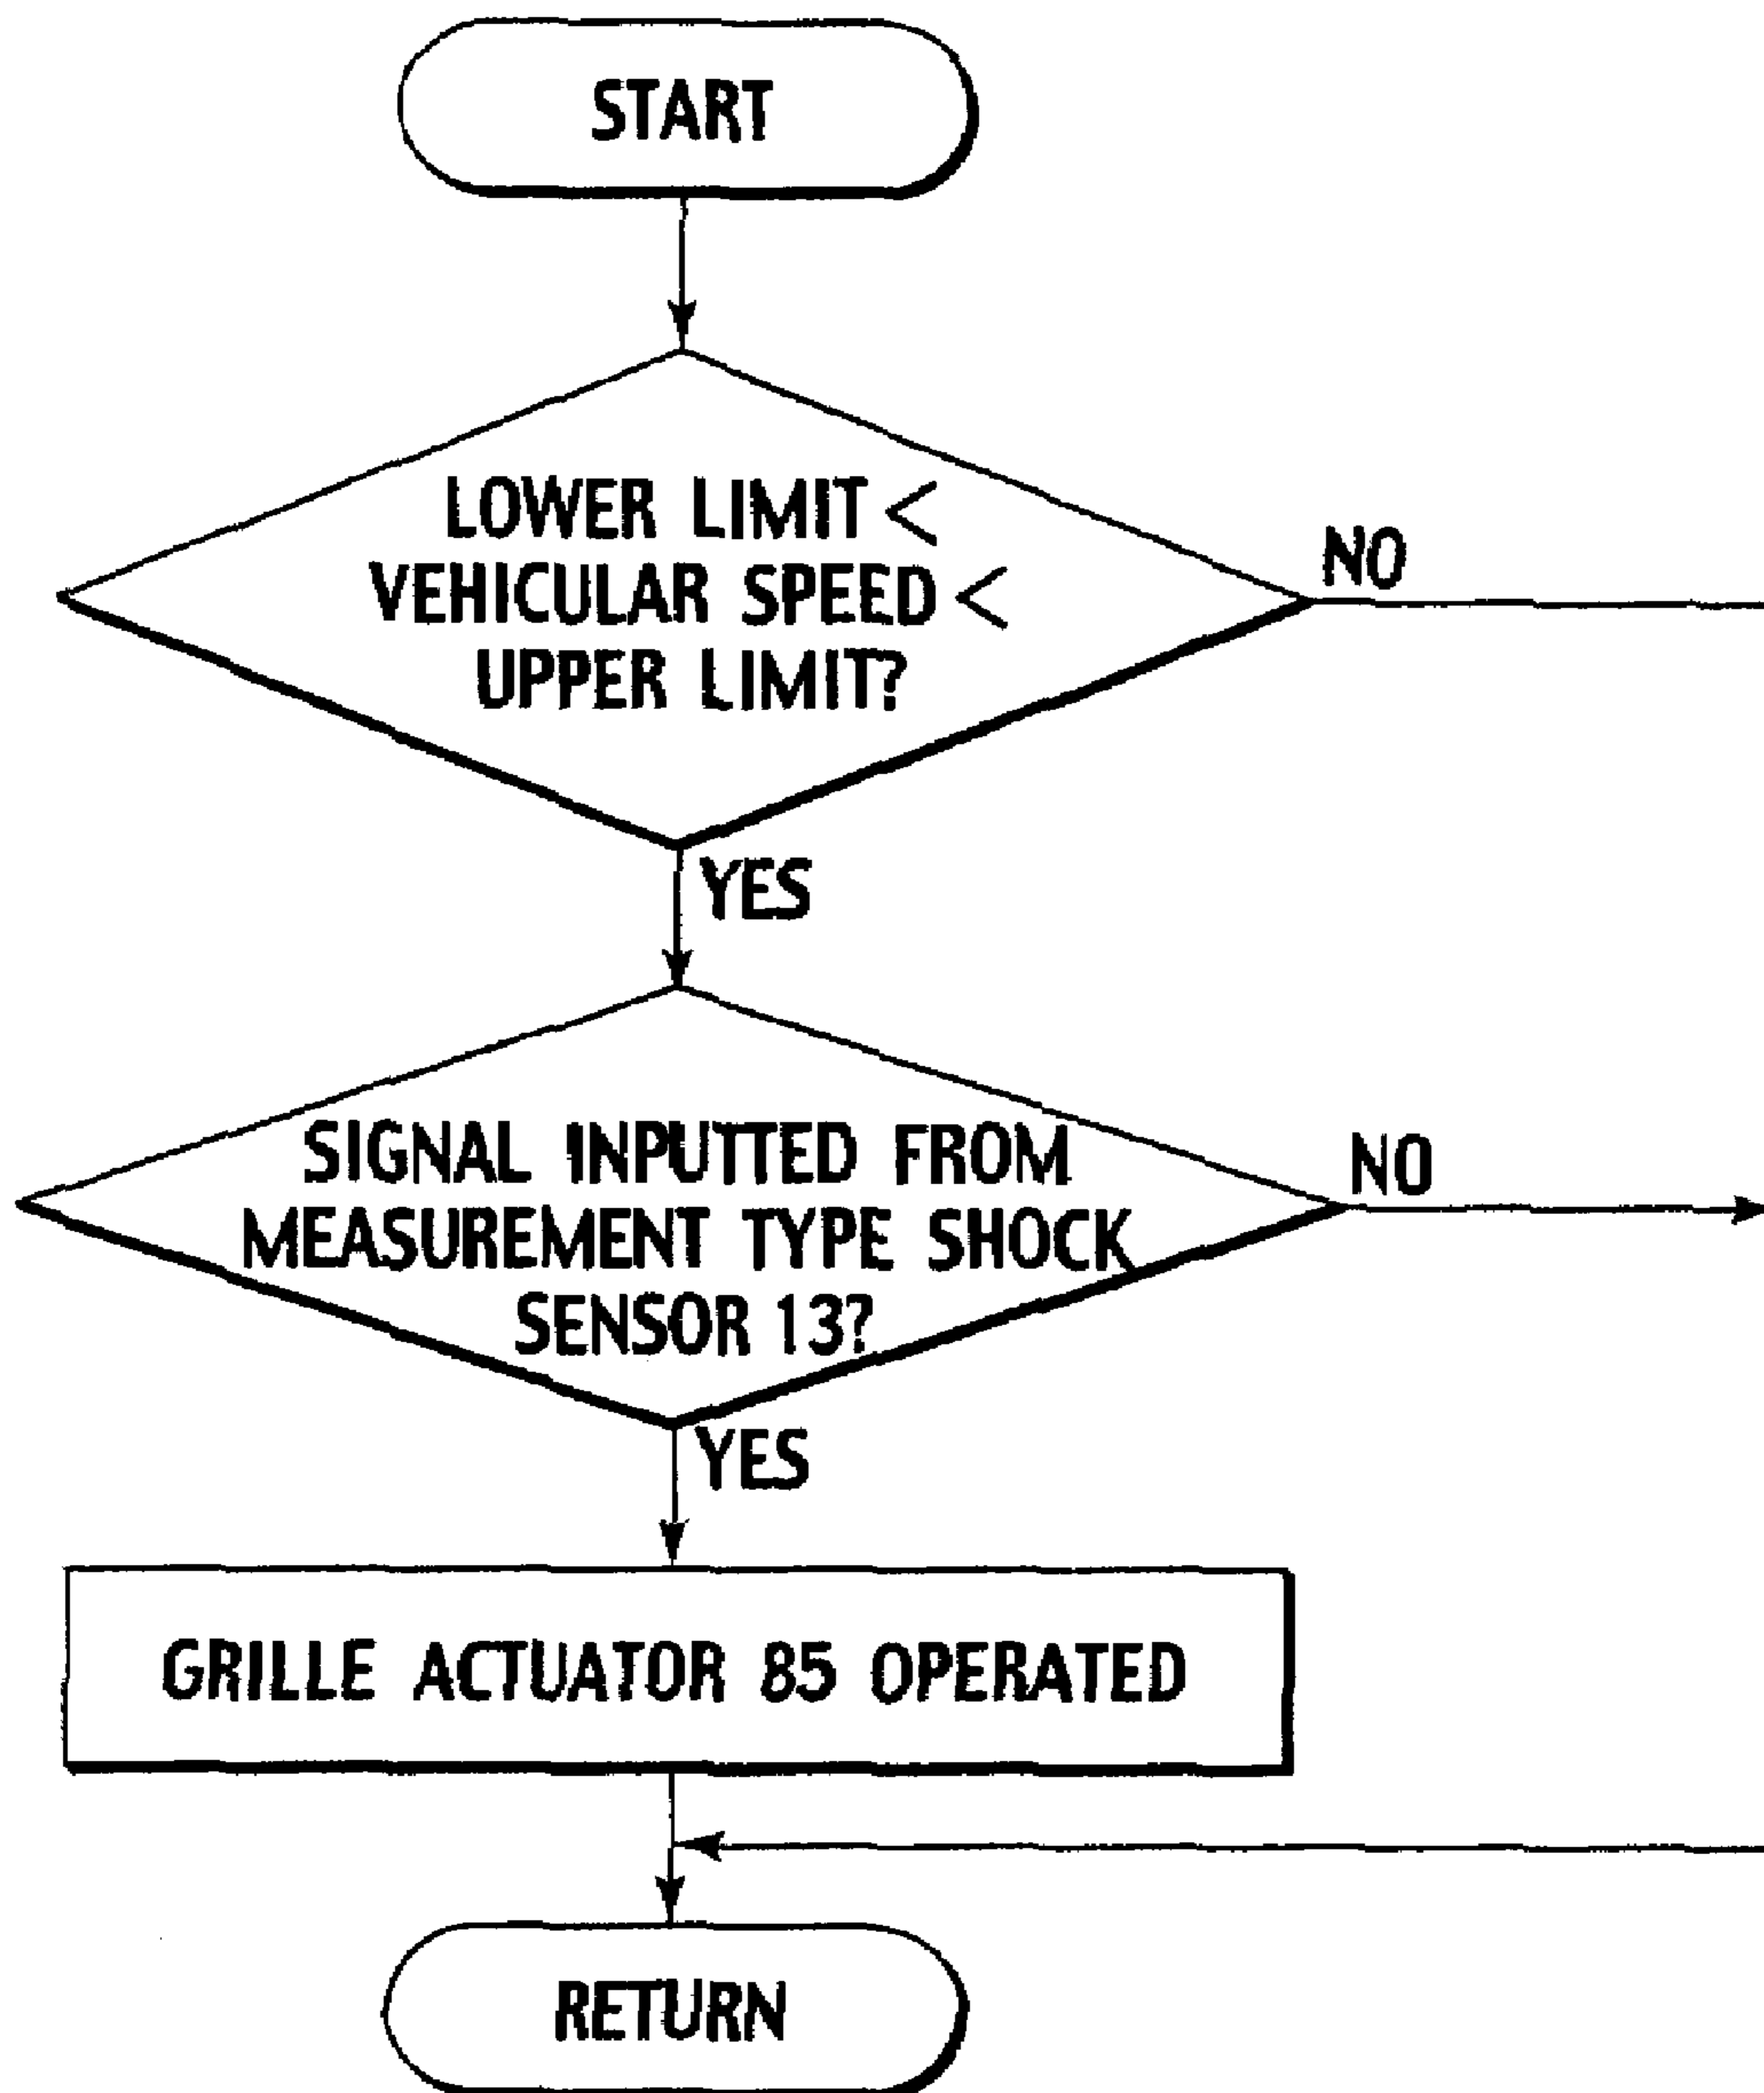 START
LOWER LIMIT <
VEHICULAR SPEED <
UPPER LIMIT?
NO
YES
SIGNAL INPUTTED FROM
MEASUREMENT TYPE SHOCK
SENSOR 13?
NO
YES
GRILLE ACTUATOR 85 OPERATED
RETURN